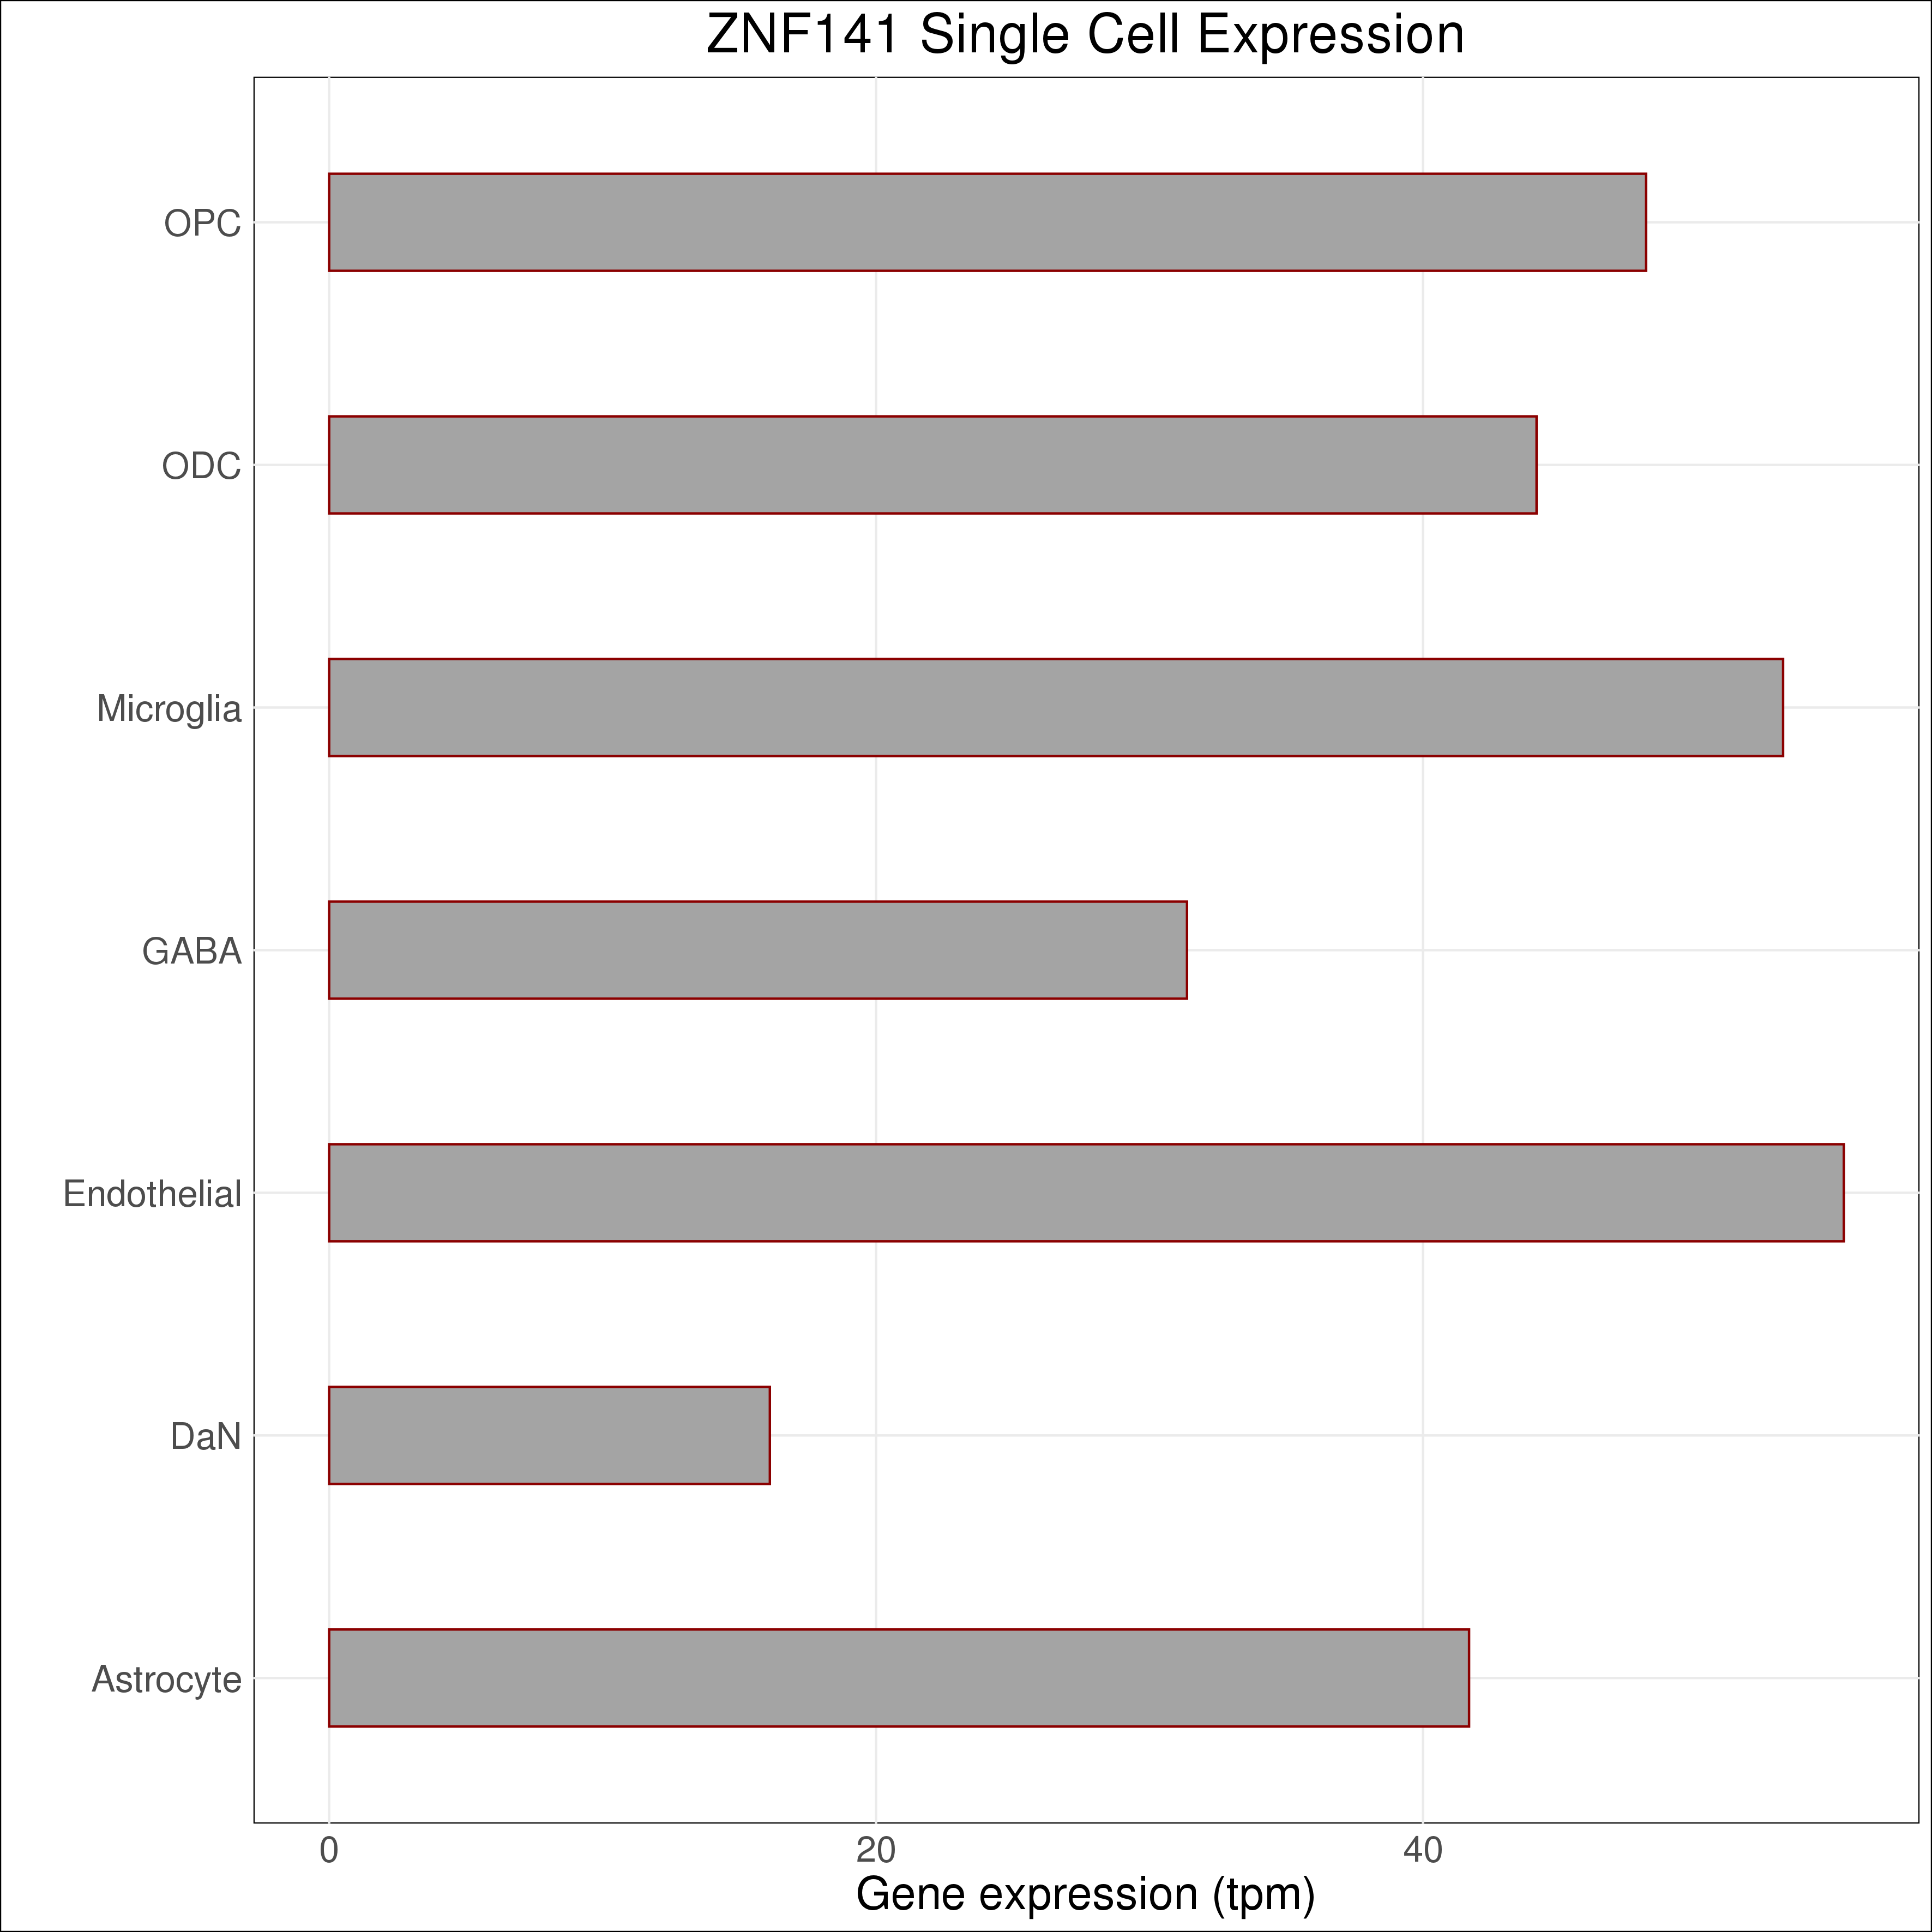 ZNF141 Single Cell Expression
OPC
ODC
Microglia
GABA
Endothelial
DaN
Astrocyte
0 20 40
Gene expression (tpm)